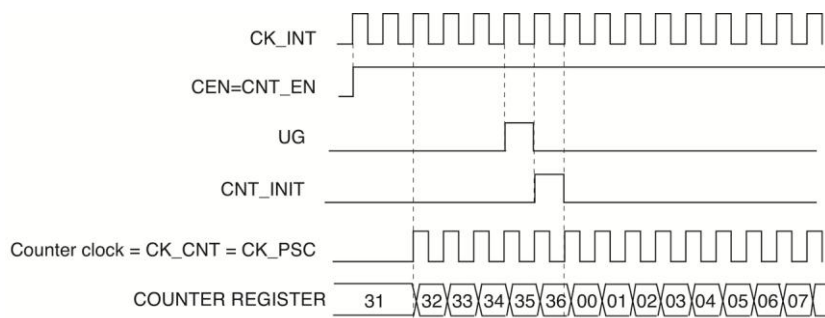 CK_INT
CEN=CNT_EN
UG
CNT_INIT
Counter clock = CK_CNT = CK_PSC
COUNTER REGISTER 31 32 33 34 35 36 00 01 02 03 04 05 06 07